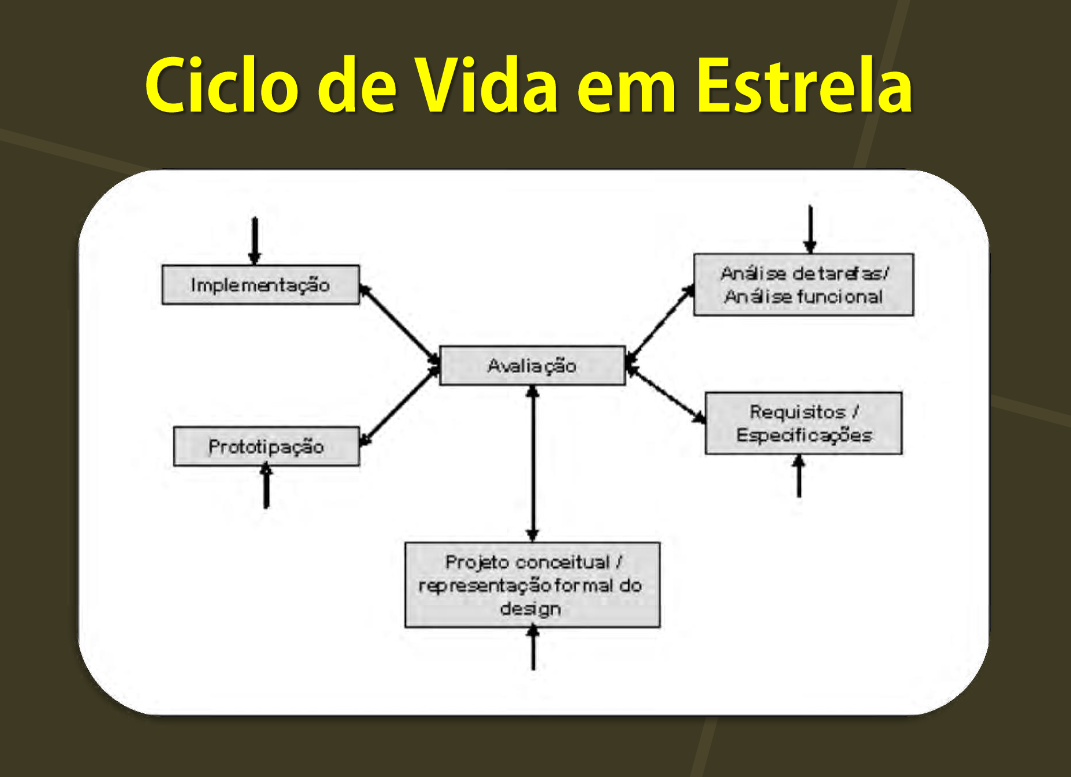 Ciclo de Vida em Estrela
Implementação
Análise de tarefas/
Análise funcional
Avaliação
Requisitos /
Especificações
Prototipação
Projeto conceitual /
representação formal do
design